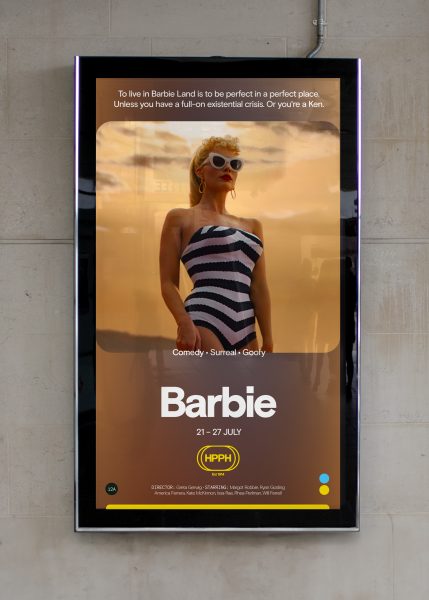 To live in Barbie Land is to be perfect in a perfect place.
Unless you have a full-on existential crisis. Or you're a Ken.
Comedy • Surreal • Goofy
Barbie
21 – 27 JULY
HPPH
12A
DIRECTOR: Greta Gerwig • STARRING: Margot Robbie, Ryan Gosling
America Ferrera, Kate McKinnon, Issa Rae, Rhea Perlman, Will Ferrell